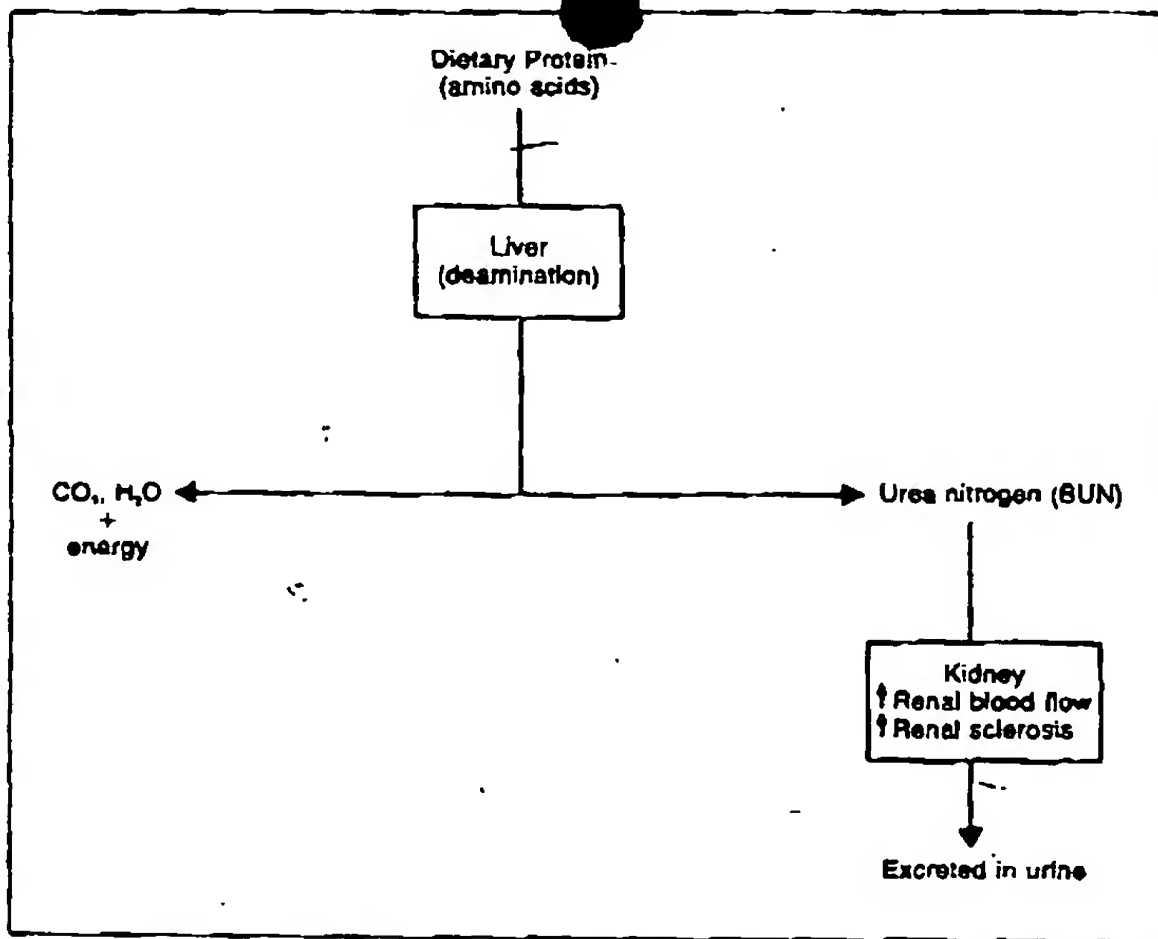 Dietary Protein
(amino acids)
Liver
(deamination)
CO₂, H₂O
+
energy
Urea nitrogen (BUN)
Kidney
↑ Renal blood flow
↑ Renal sclerosis
Excreted in urine